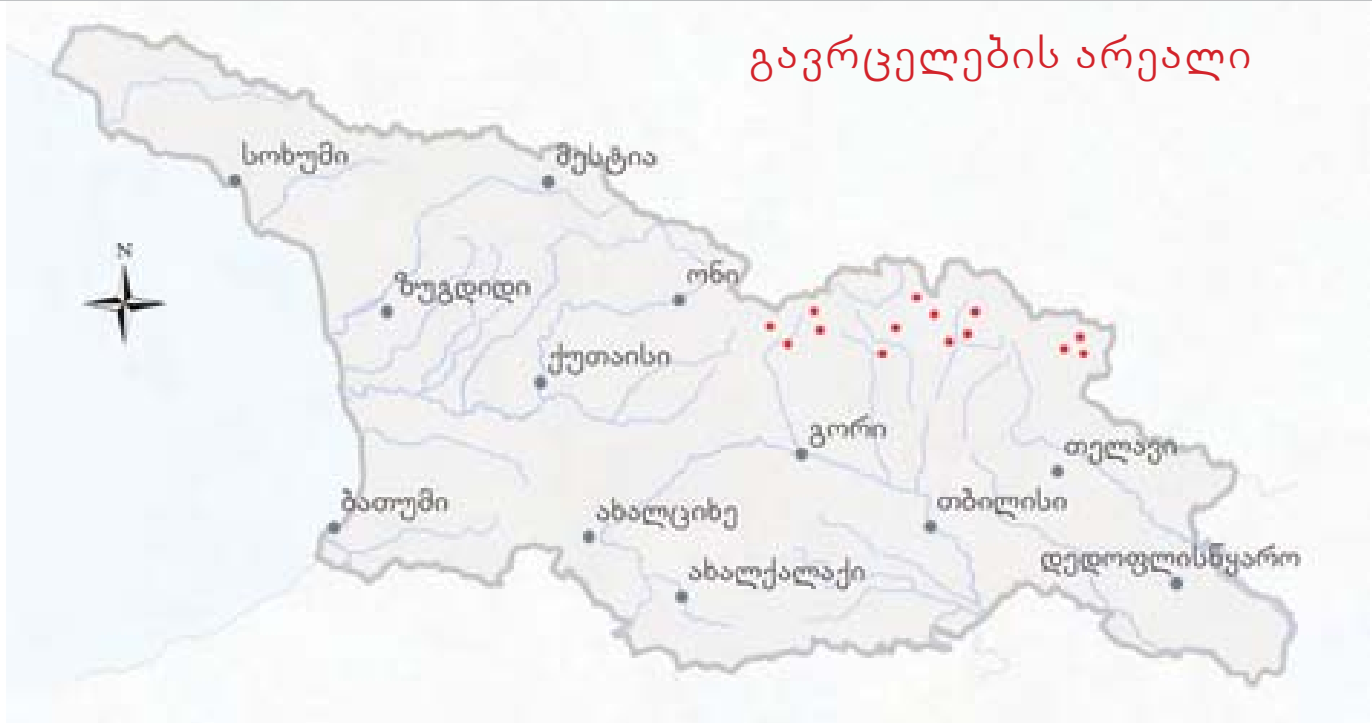 გავრცელების არეალი
სოხუმი
მესტია
N
ზუგდიდი
ონი
ქუთაისი
გორი
თელავი
ბათუმი
ახალციხე
თბილისი
ახალქალაქი
დედოფლისწყარო